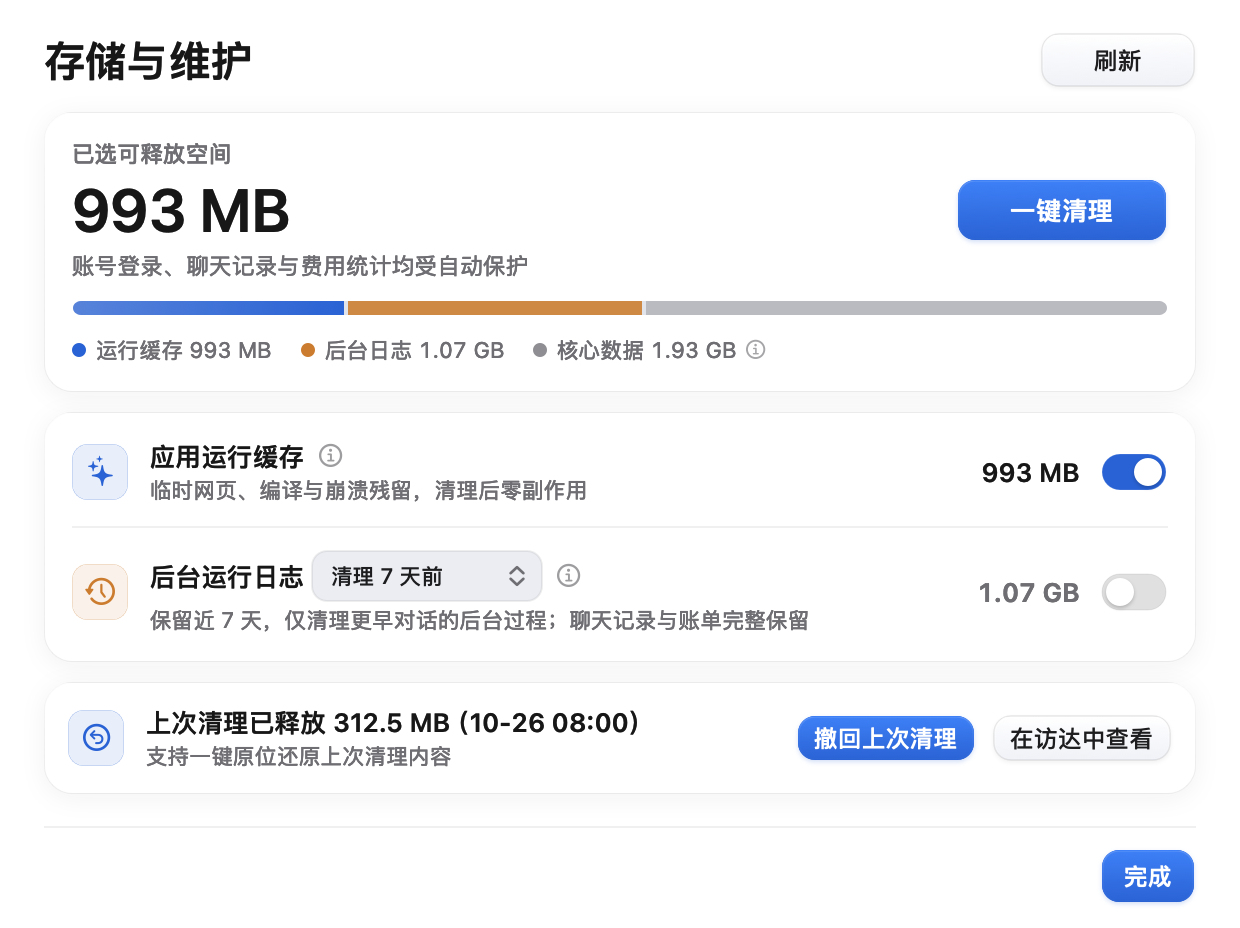 存储与维护
刷新
已选可释放空间
993 MB
一键清理
账号登录、聊天记录与费用统计均受自动保护
运行缓存 993 MB
后台日志 1.07 GB
核心数据 1.93 GB
应用运行缓存
临时网页、编译与崩溃残留，清理后零副作用
993 MB
后台运行日志
清理 7 天前
保留近 7 天，仅清理更早对话的后台过程；聊天记录与账单完整保留
1.07 GB
上次清理已释放 312.5 MB (10-26 08:00)
支持一键原位还原上次清理内容
撤回上次清理
在访达中查看
完成